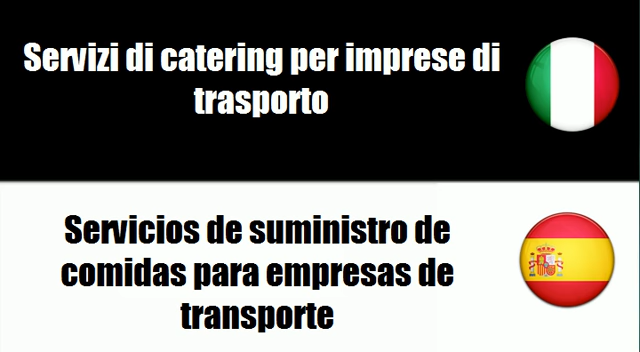 Servizi di catering per imprese di
trasporto
Servicios de suministro de
comidas para empresas de
transporte